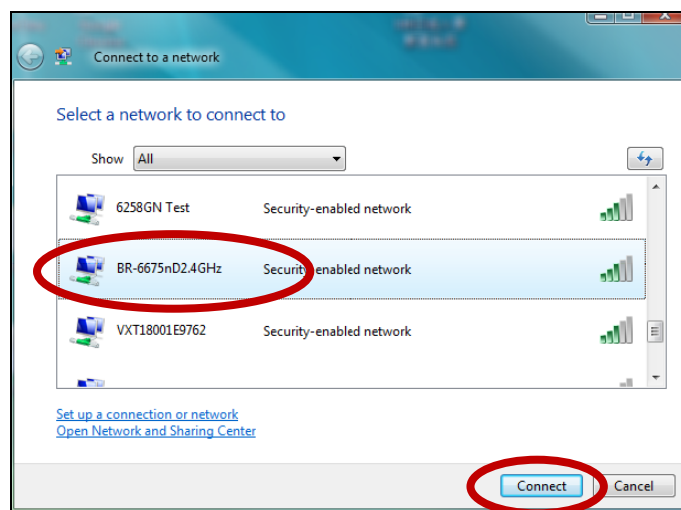 Connect to a network
Select a network to connect to
Show All
6258GN Test Security-enabled network
BR-6675nD2.4GHz Security-enabled network
VXT18001E9762 Security-enabled network
Set up a connection or network
Open Network and Sharing Center
Connect Cancel